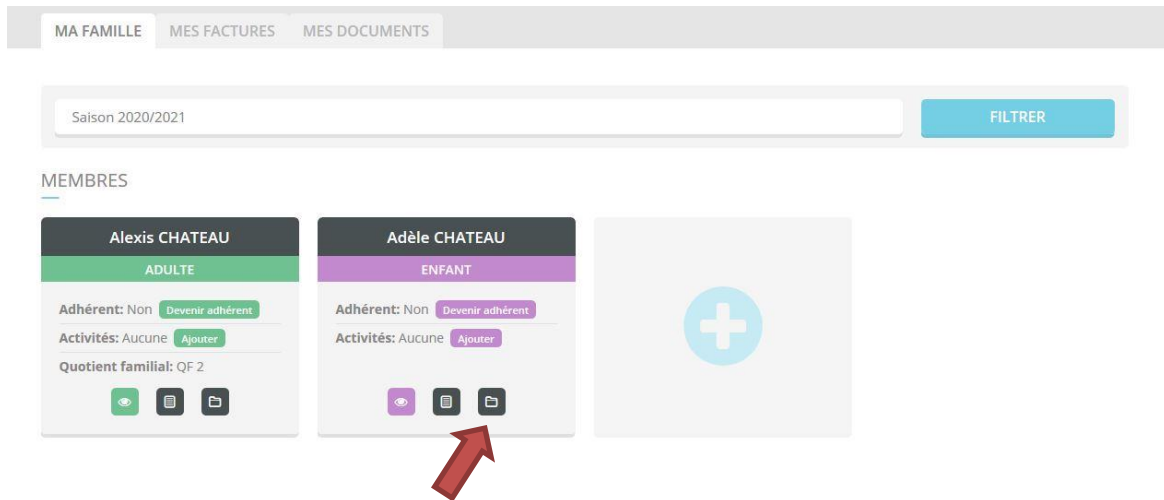 MA FAMILLE MES FACTURES MES DOCUMENTS
Saison 2020/2021 FILTRER
MEMBRES
Alexis CHATEAU
ADULTE
Adhérent: Non Devenir adhérent
Activités: Aucune Ajouter
Quotient familial: QF 2
Adèle CHATEAU
ENFANT
Adhérent: Non Devenir adhérent
Activités: Aucune Ajouter